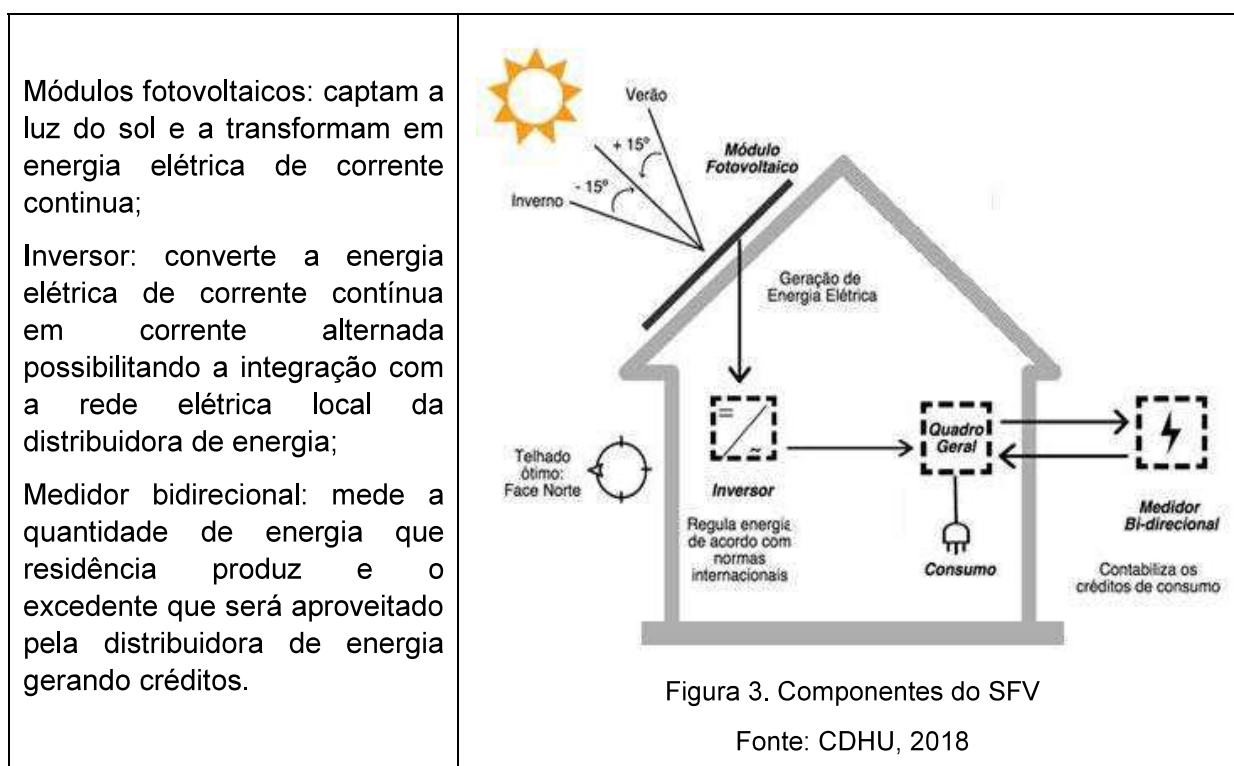 Módulos fotovoltaicos: captam a
luz do sol e a transformam em
energia elétrica de corrente
continua;
Inversor: converte a energia
elétrica de corrente contínua
em corrente alternada
possibilitando a integração com
a rede elétrica local da
distribuidora de energia;
Medidor bidirecional: mede a
quantidade de energia que
residência produz e o
excedente que será aproveitado
pela distribuidora de energia
gerando créditos.
Verão
+ 15º
- 15º
Inverno
Módulo
Fotovoltaico
Geração de
Energia Elétrica
Telhado
ótimo:
Face Norte
=
~
Inversor
Regula energia
de acordo com
normas
internacionais
Quadro
Geral
Consumo
Medidor
Bi-direcional
Contabiliza os
créditos de consumo
Figura 3. Componentes do SFV
Fonte: CDHU, 2018